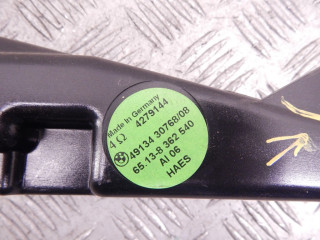 Made in Germany
4279144
4 Ω
49134 30768/08
65.13-8 362 540
AI 06
HAES